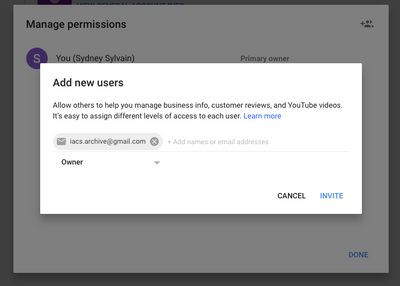 Manage permissions
S
You (Sydney Sylvain)
Primary owner
Add new users
Allow others to help you manage business info, customer reviews, and YouTube videos.
It's easy to assign different levels of access to each user. Learn more
iacs.archive@gmail.com
+ Add names or email addresses
Owner
CANCEL
INVITE
DONE